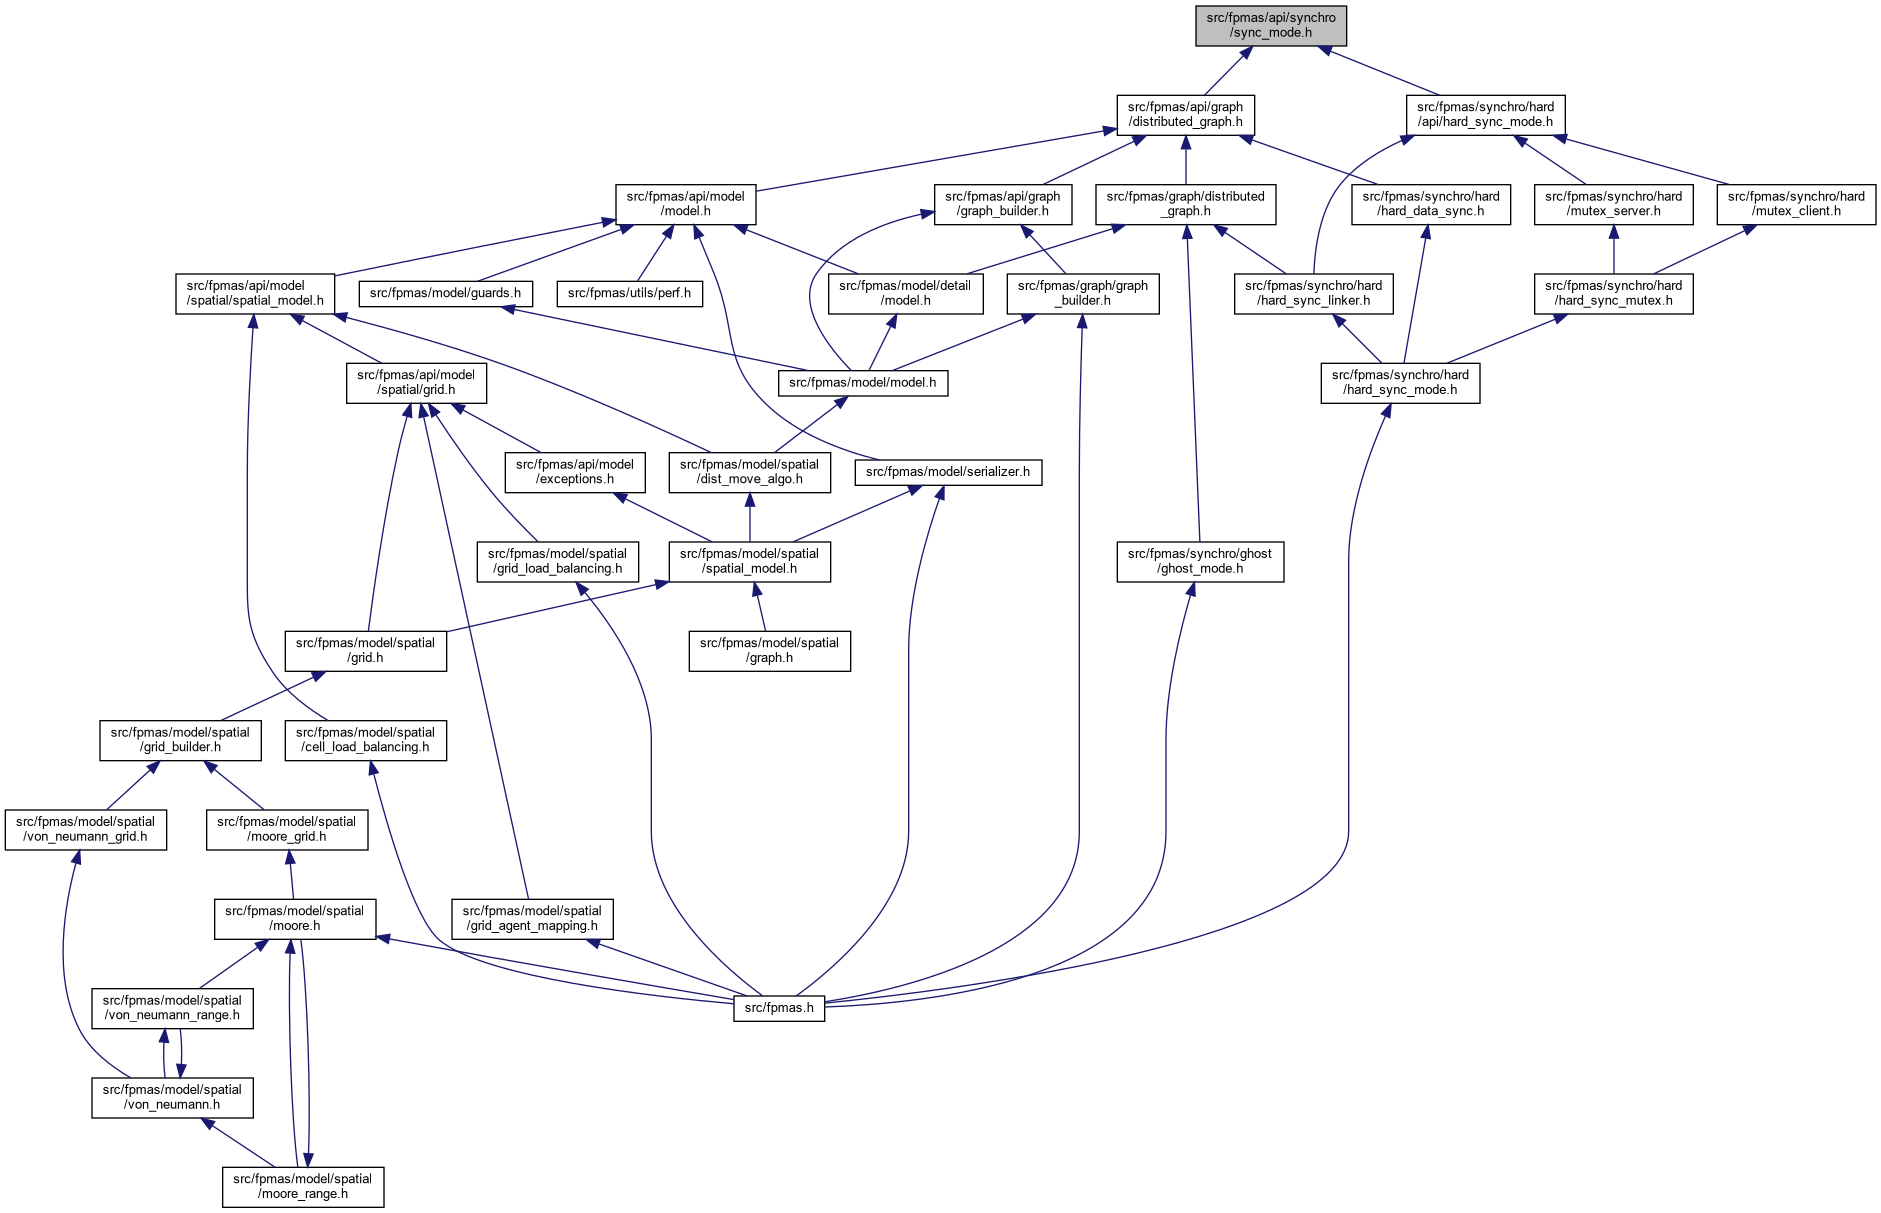 src/fpmas/api/synchro
/sync_mode.h
src/fpmas/api/graph
/distributed_graph.h
src/fpmas/synchro/hard
/api/hard_sync_mode.h
src/fpmas/api/model
/model.h
src/fpmas/api/graph
/graph_builder.h
src/fpmas/graph/distributed
_graph.h
src/fpmas/synchro/hard
/hard_data_sync.h
src/fpmas/synchro/hard
/mutex_server.h
src/fpmas/synchro/hard
/mutex_client.h
src/fpmas/api/model
/spatial/spatial_model.h
src/fpmas/model/guards.h
src/fpmas/utils/perf.h
src/fpmas/model/detail
/model.h
src/fpmas/graph/graph
_builder.h
src/fpmas/synchro/hard
/hard_sync_linker.h
src/fpmas/synchro/hard
/hard_sync_mutex.h
src/fpmas/api/model
/spatial/grid.h
src/fpmas/model/model.h
src/fpmas/synchro/hard
/hard_sync_mode.h
src/fpmas/api/model
/exceptions.h
src/fpmas/model/spatial
/dist_move_algo.h
src/fpmas/model/serializer.h
src/fpmas/model/spatial
/grid_load_balancing.h
src/fpmas/model/spatial
/spatial_model.h
src/fpmas/synchro/ghost
/ghost_mode.h
src/fpmas/model/spatial
/grid.h
src/fpmas/model/spatial
/graph.h
src/fpmas/model/spatial
/grid_builder.h
src/fpmas/model/spatial
/cell_load_balancing.h
src/fpmas/model/spatial
/von_neumann_grid.h
src/fpmas/model/spatial
/moore_grid.h
src/fpmas/model/spatial
/moore.h
src/fpmas/model/spatial
/grid_agent_mapping.h
src/fpmas/model/spatial
/von_neumann_range.h
src/fpmas.h
src/fpmas/model/spatial
/von_neumann.h
src/fpmas/model/spatial
/moore_range.h